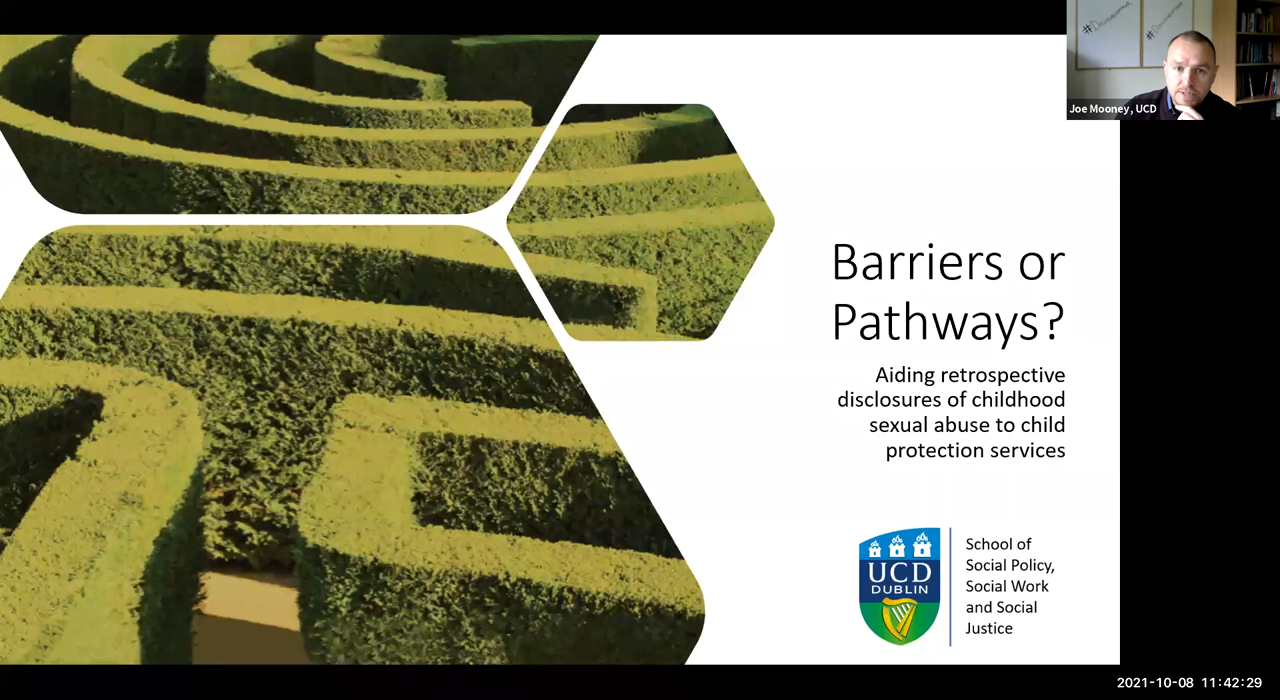 #Dewaeoma
Joe Mooney, UCD
Barriers or
Pathways?
Aiding retrospective
disclosures of childhood
sexual abuse to child
protection services
UCD
DUBLIN
School of
Social Policy,
Social Work
and Social
Justice
2021-10-08 11:42:29